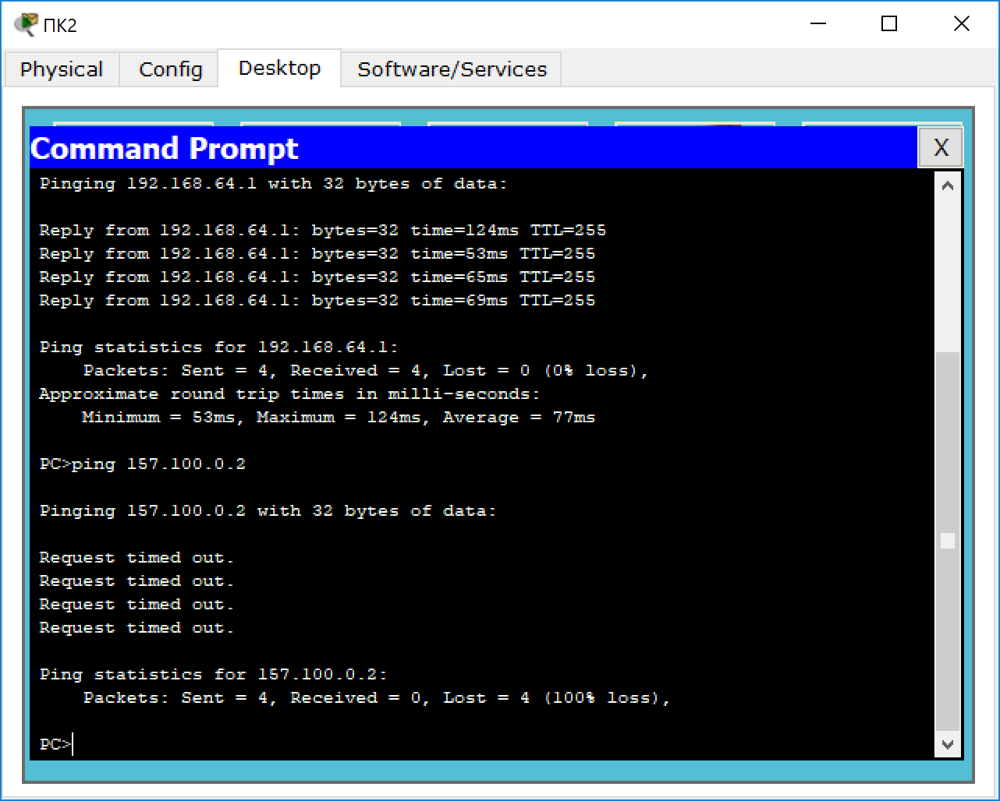 ПК2
Physical Config Desktop Software/Services
Command Prompt X
Pinging 192.168.64.1 with 32 bytes of data:
Reply from 192.168.64.1: bytes=32 time=124ms TTL=255
Reply from 192.168.64.1: bytes=32 time=53ms TTL=255
Reply from 192.168.64.1: bytes=32 time=65ms TTL=255
Reply from 192.168.64.1: bytes=32 time=69ms TTL=255
Ping statistics for 192.168.64.1:
Packets: Sent = 4, Received = 4, Lost = 0 (0% loss),
Approximate round trip times in milli-seconds:
Minimum = 53ms, Maximum = 124ms, Average = 77ms
PC>ping 157.100.0.2
Pinging 157.100.0.2 with 32 bytes of data:
Request timed out.
Request timed out.
Request timed out.
Request timed out.
Ping statistics for 157.100.0.2:
Packets: Sent = 4, Received = 0, Lost = 4 (100% loss),
PC>